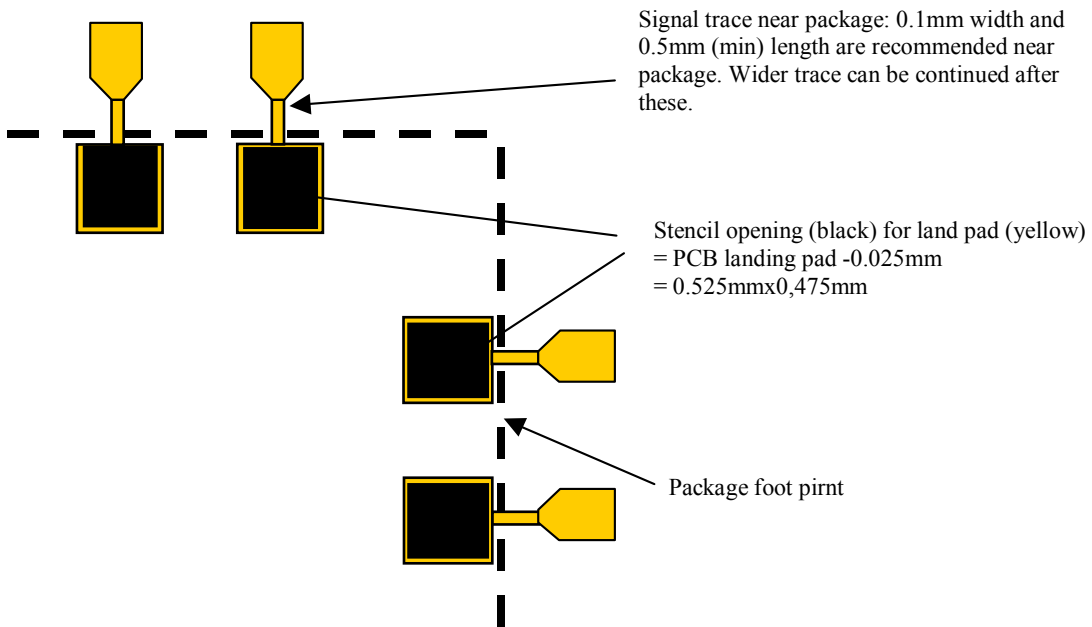 Signal trace near package: 0.1mm width and
0.5mm (min) length are recommended near
package. Wider trace can be continued after
these.
Stencil opening (black) for land pad (yellow)
= PCB landing pad -0.025mm
= 0.525mmx0,475mm
Package foot pirnt